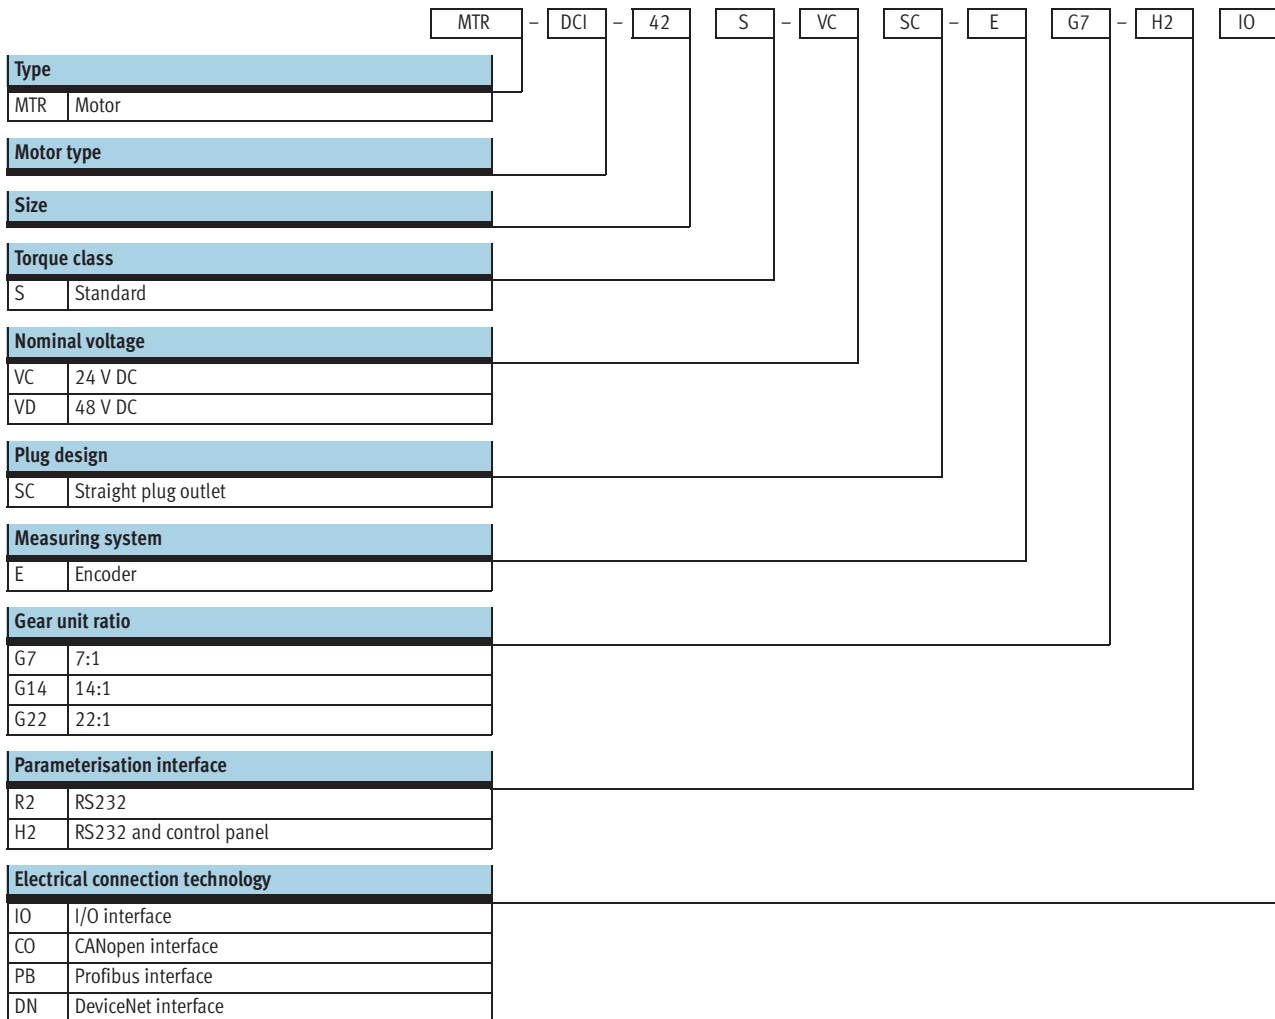 MTR – DCI – 42 S – VC SC – E G7 – H2 IO
Type
MTR Motor
Motor type
Size
Torque class
S Standard
Nominal voltage
VC 24 V DC
VD 48 V DC
Plug design
SC Straight plug outlet
Measuring system
E Encoder
Gear unit ratio
G7 7:1
G14 14:1
G22 22:1
Parameterisation interface
R2 RS232
H2 RS232 and control panel
Electrical connection technology
IO I/O interface
CO CANopen interface
PB Profibus interface
DN DeviceNet interface